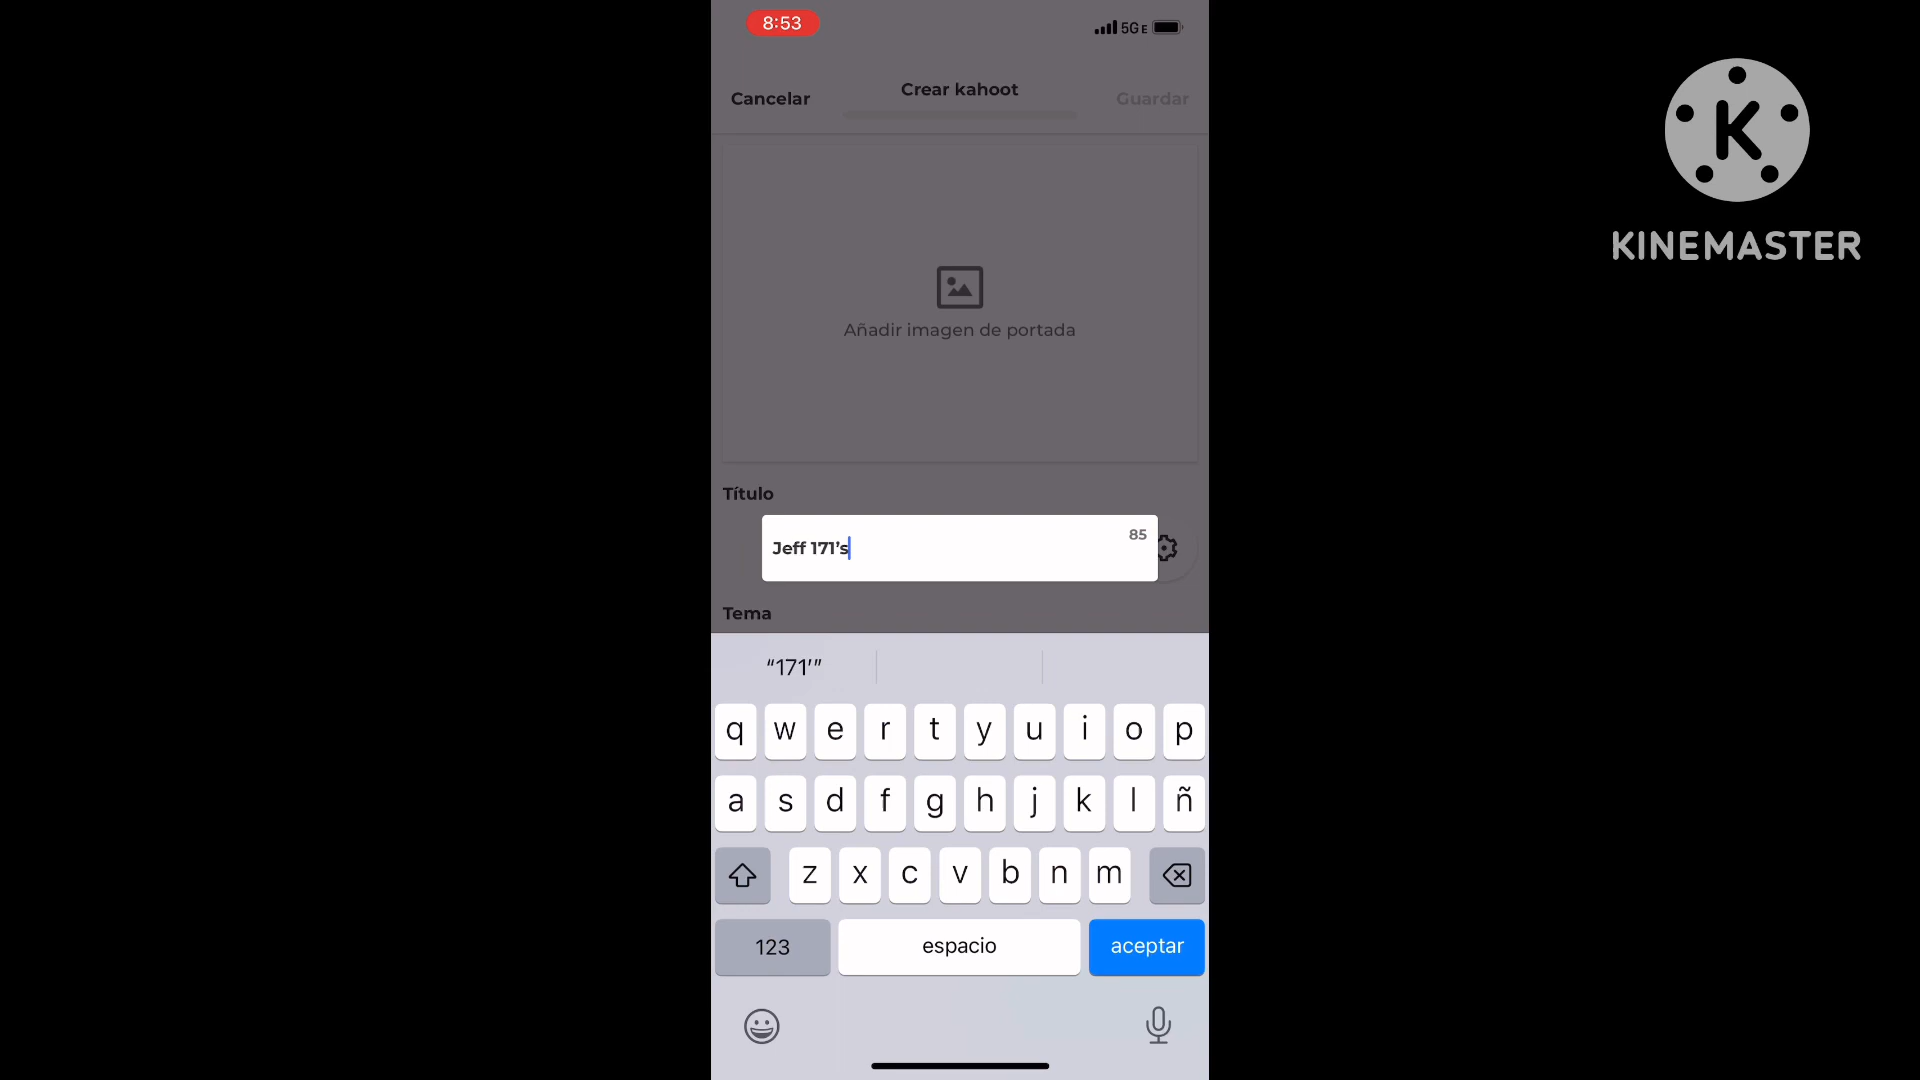 8:53
5GE
Cancelar
Crear kahoot
Guardar
K
KINEMASTER
Añadir imagen de portada
Título
Jeff 171’s
85
Tema
“171’”
q w e r t y u i o p
a s d f g h j k l ñ
z x c v b n m
123
espacio
aceptar